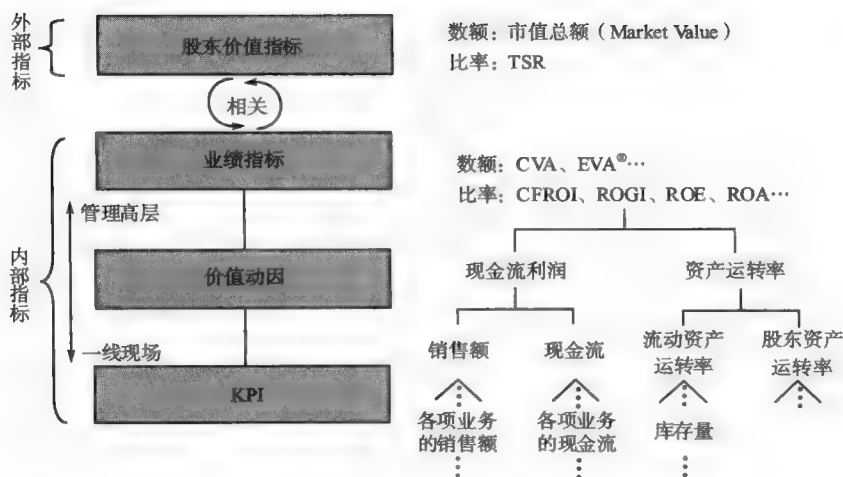 外部指标
股东价值指标
数额：市值总额（Market Value）
比率：TSR
相关
内部指标
业绩指标
数额：CVA、EVA®…
比率：CFROI、ROGI、ROE、ROA…
管理高层
价值动因
现金流利润
资产运转率
一线现场
销售额
现金流
流动资产
运转率
股东资产
运转率
KPI
各项业务
的销售额
各项业务
的现金流
库存量